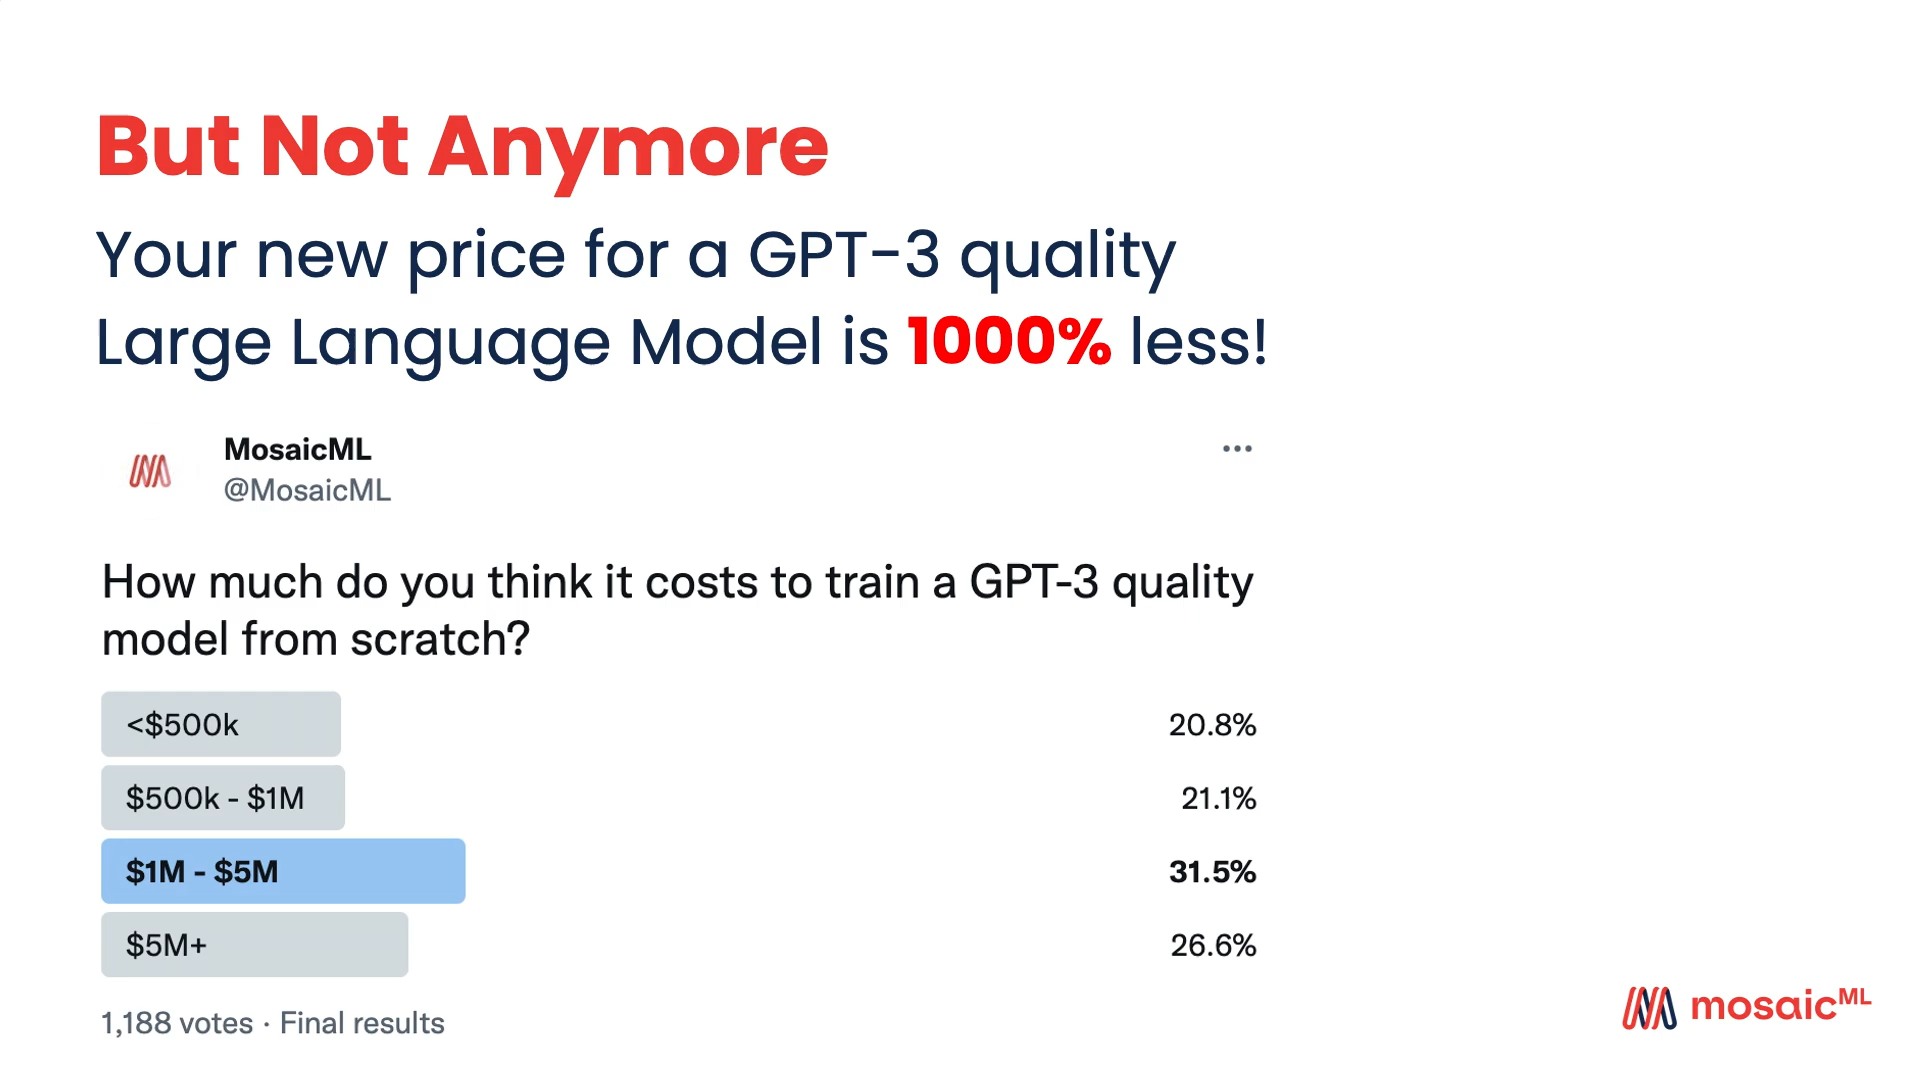 But Not Anymore
Your new price for a GPT-3 quality
Large Language Model is 1000% less!
MosaicML
@MosaicML
How much do you think it costs to train a GPT-3 quality
model from scratch?
<$500k 20.8%
$500k - $1M 21.1%
$1M - $5M 31.5%
$5M+ 26.6%
1,188 votes · Final results
mosaicML